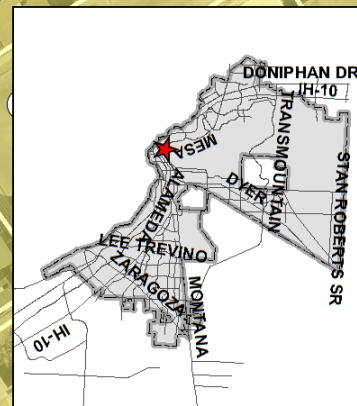 DONIPHAN DR
IH-10
MESA
TRANSMOUNTAIN
DYER
STAN ROBERTS SR
ALAMEDA
LEE TREVINO
ZARAGOZA
MONTANA
IH-10